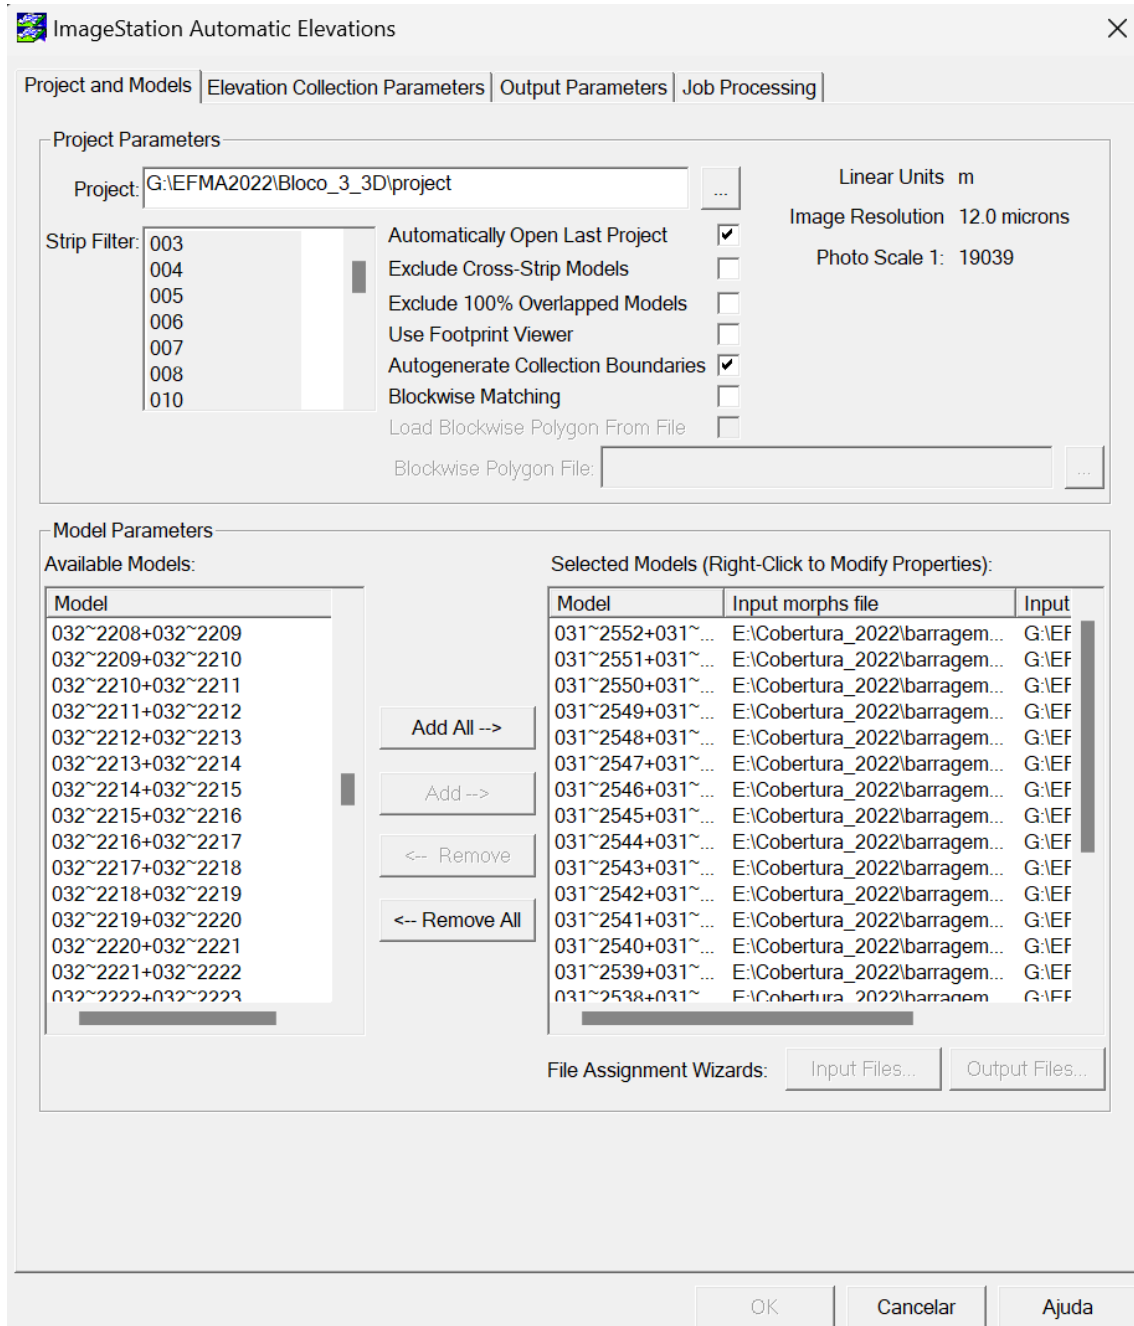 ImageStation Automatic Elevations
Project and Models Elevation Collection Parameters Output Parameters Job Processing
Project Parameters
Project: G:\EFMA2022\Bloco_3_3D\project ...
Linear Units m
Image Resolution 12.0 microns
Photo Scale 1: 19039
Strip Filter:
003
004
005
006
007
008
010
Automatically Open Last Project
Exclude Cross-Strip Models
Exclude 100% Overlapped Models
Use Footprint Viewer
Autogenerate Collection Boundaries
Blockwise Matching
Load Blockwise Polygon From File
Blockwise Polygon File: ...
Model Parameters
Available Models:
Model
032~2208+032~2209
032~2209+032~2210
032~2210+032~2211
032~2211+032~2212
032~2212+032~2213
032~2213+032~2214
032~2214+032~2215
032~2215+032~2216
032~2216+032~2217
032~2217+032~2218
032~2218+032~2219
032~2219+032~2220
032~2220+032~2221
032~2221+032~2222
032~2222+032~2223
Add All -->
Add -->
<-- Remove
<-- Remove All
Selected Models (Right-Click to Modify Properties):
Model Input morphs file Input
031~2552+031~... E:\Cobertura_2022\barragem... G:\EF
031~2551+031~... E:\Cobertura_2022\barragem... G:\EF
031~2550+031~... E:\Cobertura_2022\barragem... G:\EF
031~2549+031~... E:\Cobertura_2022\barragem... G:\EF
031~2548+031~... E:\Cobertura_2022\barragem... G:\EF
031~2547+031~... E:\Cobertura_2022\barragem... G:\EF
031~2546+031~... E:\Cobertura_2022\barragem... G:\EF
031~2545+031~... E:\Cobertura_2022\barragem... G:\EF
031~2544+031~... E:\Cobertura_2022\barragem... G:\EF
031~2543+031~... E:\Cobertura_2022\barragem... G:\EF
031~2542+031~... E:\Cobertura_2022\barragem... G:\EF
031~2541+031~... E:\Cobertura_2022\barragem... G:\EF
031~2540+031~... E:\Cobertura_2022\barragem... G:\EF
031~2539+031~... E:\Cobertura_2022\barragem... G:\EF
031~2538+031~... E:\Cobertura_2022\barragem... G:\EF
File Assignment Wizards: Input Files... Output Files...
OK Cancelar Ajuda